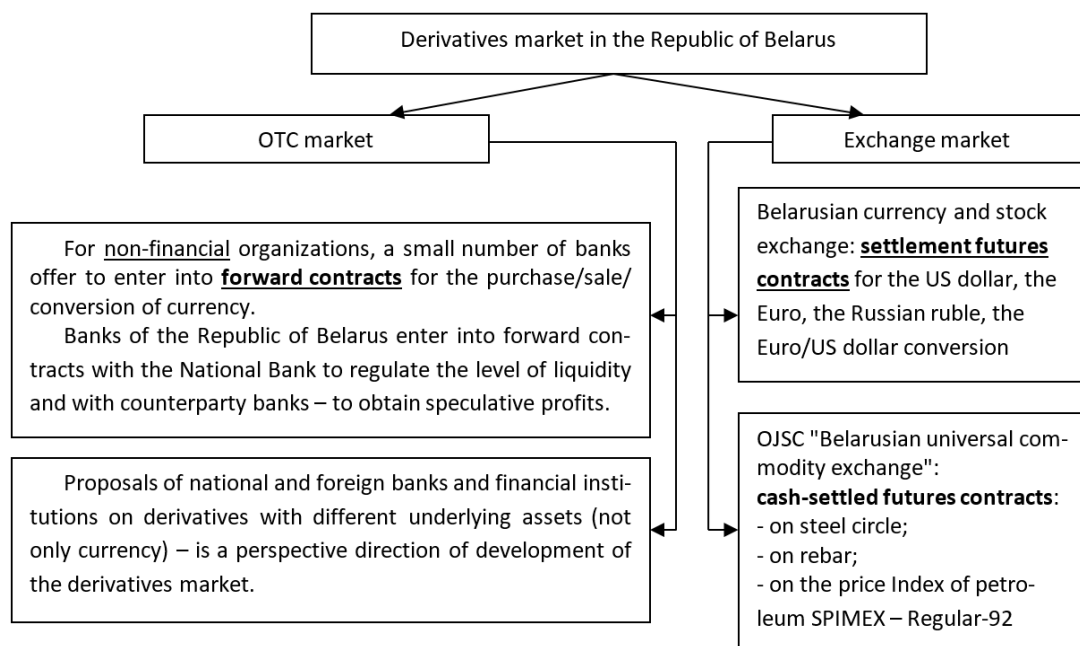 Derivatives market in the Republic of Belarus
OTC market
Exchange market
For non-financial organizations, a small number of banks
offer to enter into forward contracts for the purchase/sale/
conversion of currency.
Banks of the Republic of Belarus enter into forward con-
tracts with the National Bank to regulate the level of liquidity
and with counterparty banks – to obtain speculative profits.
Proposals of national and foreign banks and financial insti-
tutions on derivatives with different underlying assets (not
only currency) – is a perspective direction of development of
the derivatives market.
Belarusian currency and stock
exchange: settlement futures
contracts for the US dollar, the
Euro, the Russian ruble, the
Euro/US dollar conversion
OJSC "Belarusian universal com-
modity exchange":
cash-settled futures contracts:
- on steel circle;
- on rebar;
- on the price Index of petro-
leum SPIMEX – Regular-92